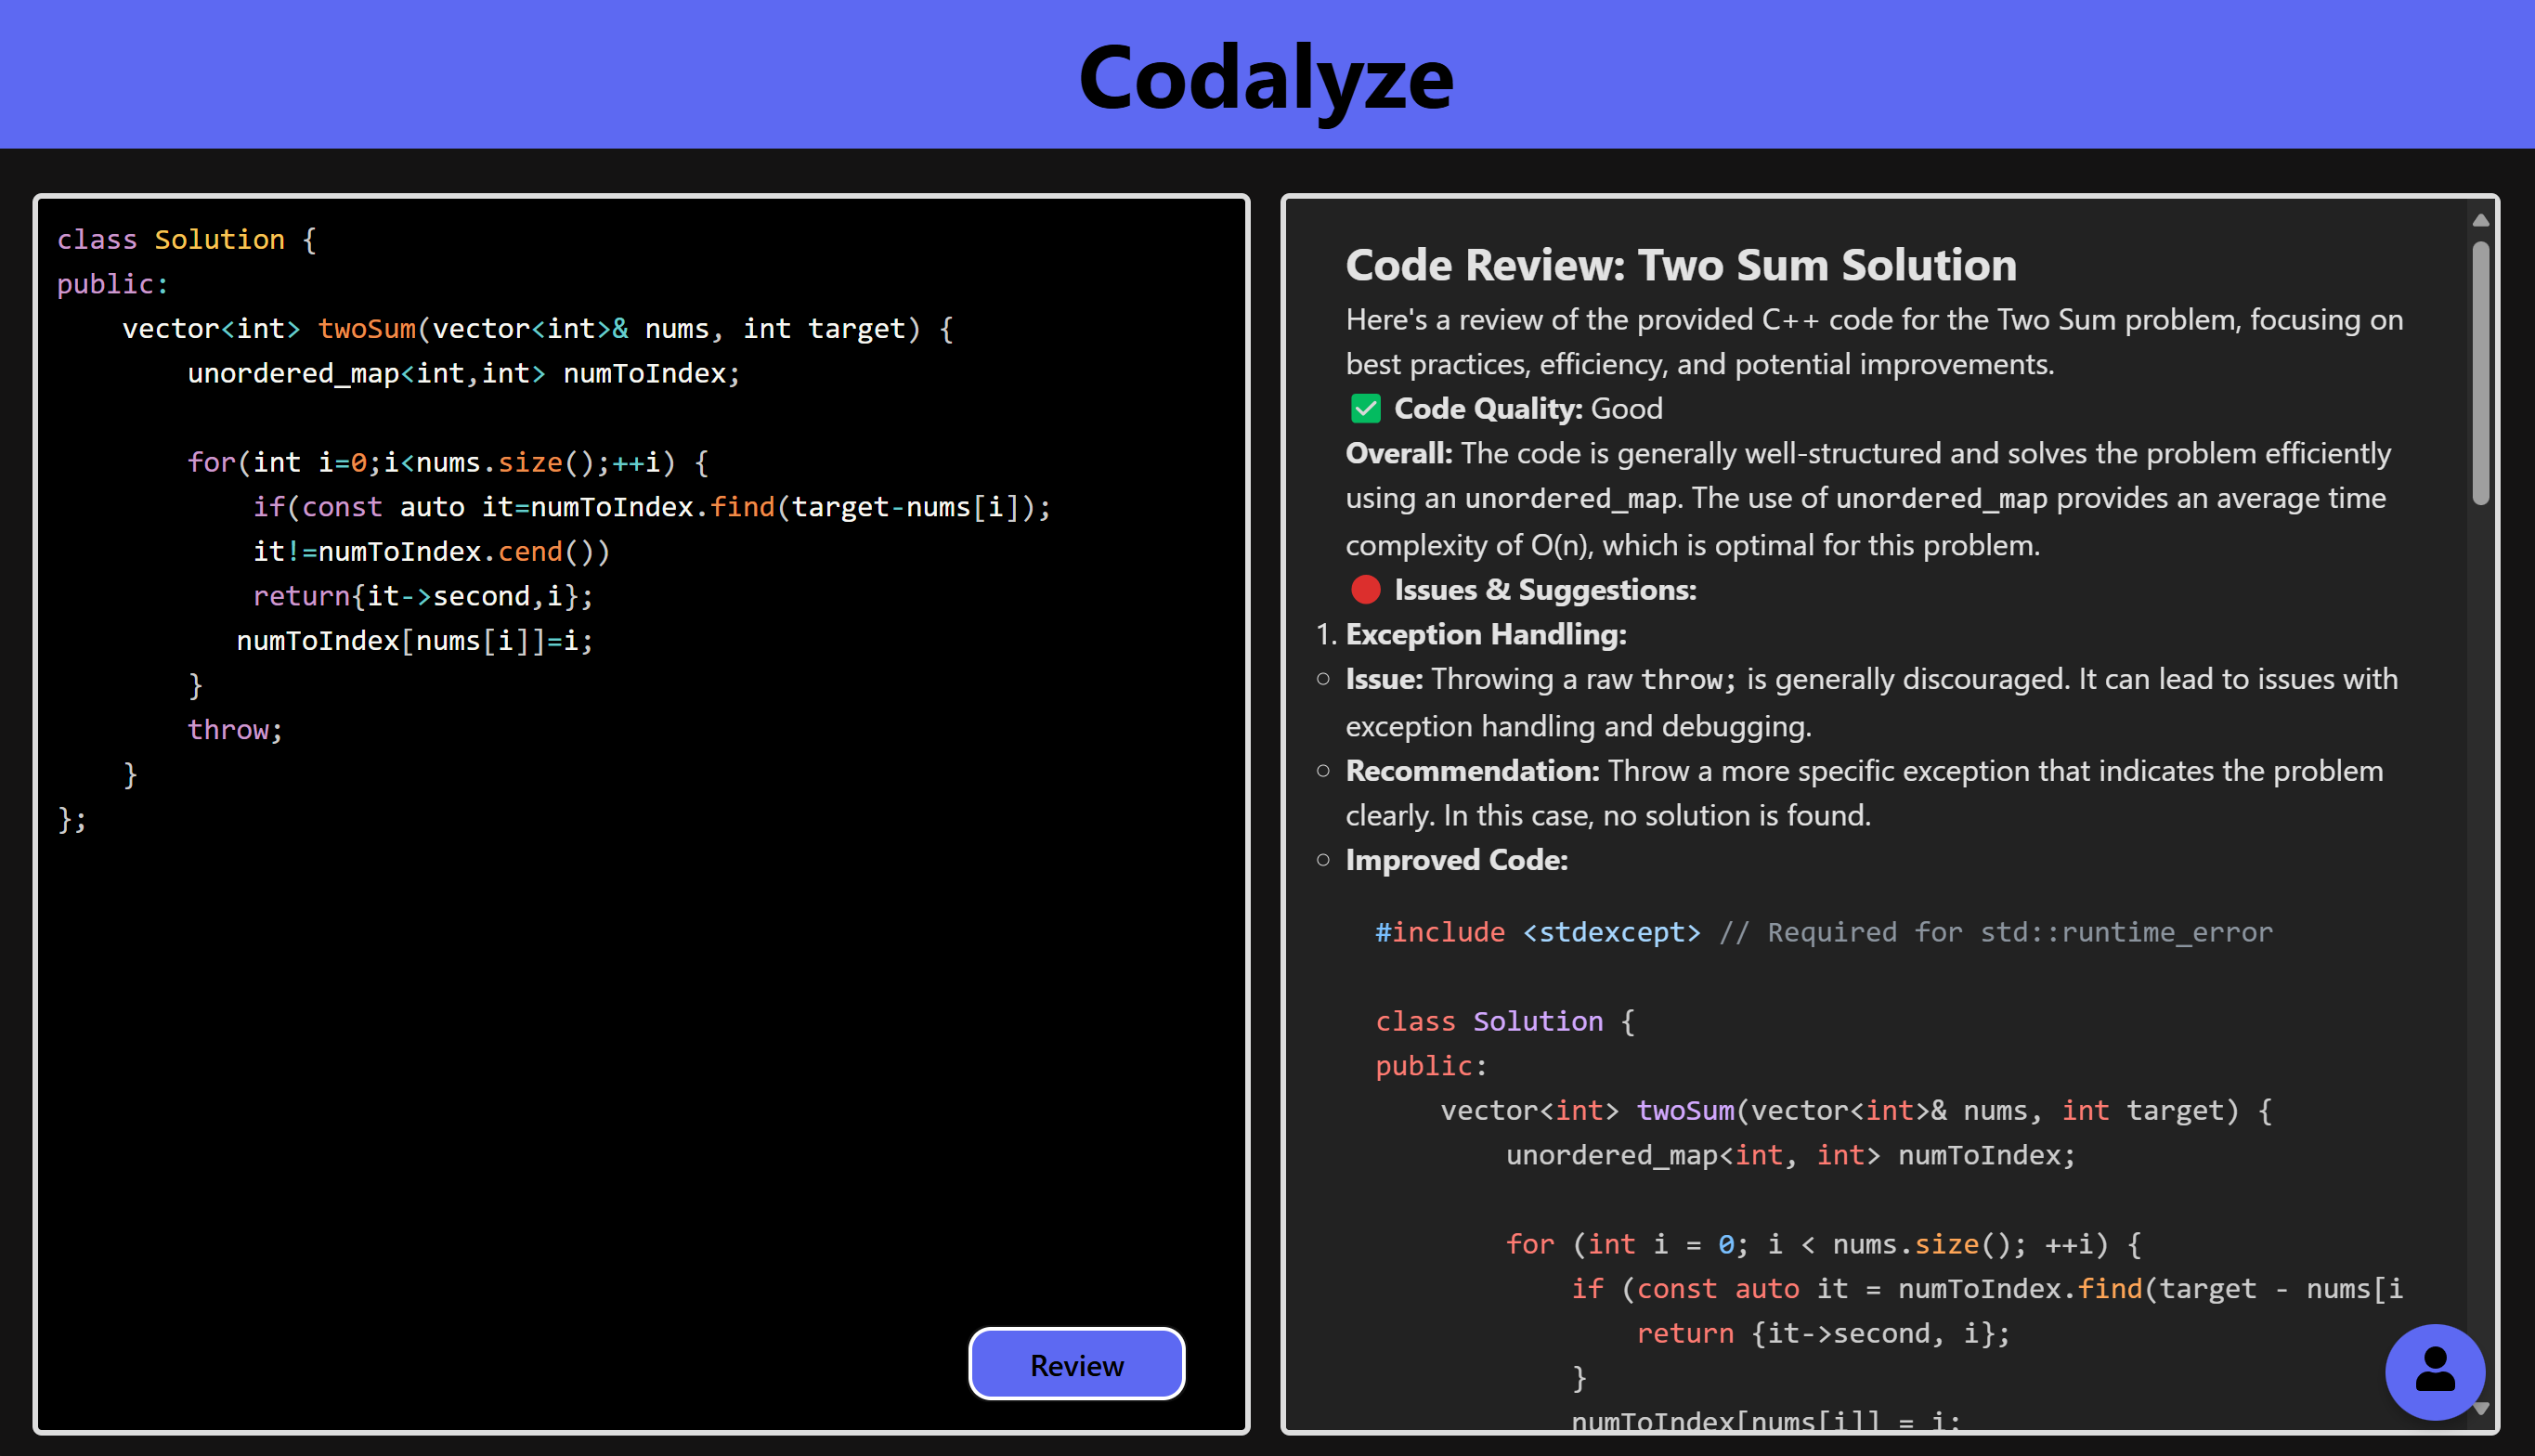 Codalyze
class Solution {
public:
    vector<int> twoSum(vector<int>& nums, int target) {
        unordered_map<int,int> numToIndex;

        for(int i=0;i<nums.size();++i) {
            if(const auto it=numToIndex.find(target-nums[i]);
            it!=numToIndex.cend())
            return{it->second,i};
           numToIndex[nums[i]]=i;
        }
        throw;
    }
};
Review
Code Review: Two Sum Solution
Here's a review of the provided C++ code for the Two Sum problem, focusing on
best practices, efficiency, and potential improvements.
✅ Code Quality: Good
Overall: The code is generally well-structured and solves the problem efficiently
using an unordered_map. The use of unordered_map provides an average time
complexity of O(n), which is optimal for this problem.
🔴 Issues & Suggestions:
1. Exception Handling:
○ Issue: Throwing a raw throw; is generally discouraged. It can lead to issues with
exception handling and debugging.
○ Recommendation: Throw a more specific exception that indicates the problem
clearly. In this case, no solution is found.
○ Improved Code:
#include <stdexcept> // Required for std::runtime_error

class Solution {
public:
    vector<int> twoSum(vector<int>& nums, int target) {
        unordered_map<int, int> numToIndex;

        for (int i = 0; i < nums.size(); ++i) {
            if (const auto it = numToIndex.find(target - nums[i
                return {it->second, i};
            }
            numToIndex[nums[i]] = i;